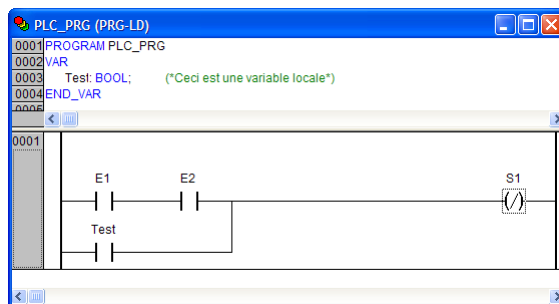 PLC_PRG (PRG-LD)
0001 PROGRAM PLC_PRG
0002 VAR
0003 Test: BOOL; (*Ceci est une variable locale*)
0004 END_VAR
0005
0001
E1 E2 S1
(/)
Test